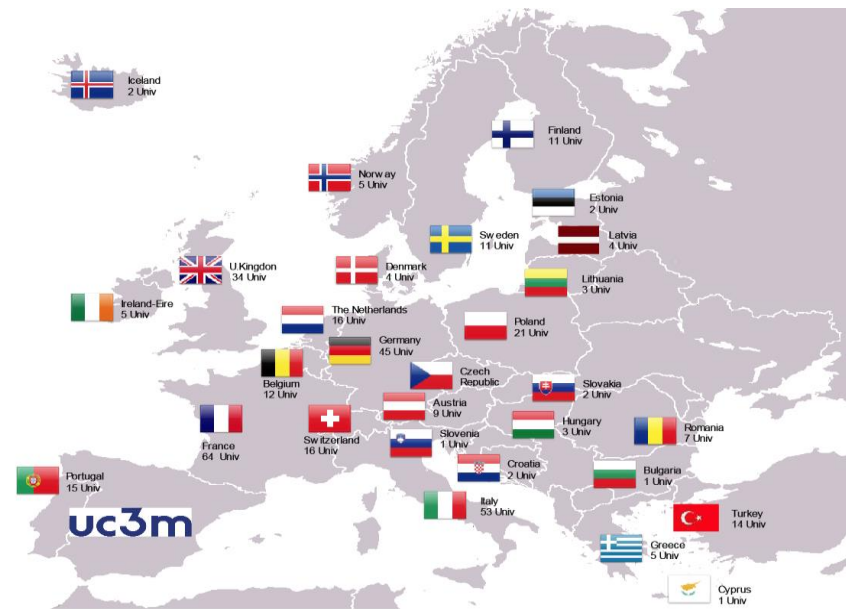 Iceland
2 Univ
Finland
11 Univ
Norway
5 Univ
Estonia
2 Univ
Sweden
11 Univ
Latvia
4 Univ
U.Kingdon
34 Univ
Denmark
4 Univ
Lithuania
3 Univ
Ireland-Eire
5 Univ
The Netherlands
16 Univ
Poland
21 Univ
Germany
45 Univ
Belgium
12 Univ
Czech
Republic
Slovakia
2 Univ
Austria
9 Univ
France
64 Univ
Switzerland
16 Univ
Slovenia
1 Univ
Hungary
3 Univ
Romania
7 Univ
Croatia
2 Univ
Bulgaria
1 Univ
Portugal
15 Univ
uc3m
Italy
53 Univ
Turkey
14 Univ
Greece
5 Univ
Cyprus
1 Univ